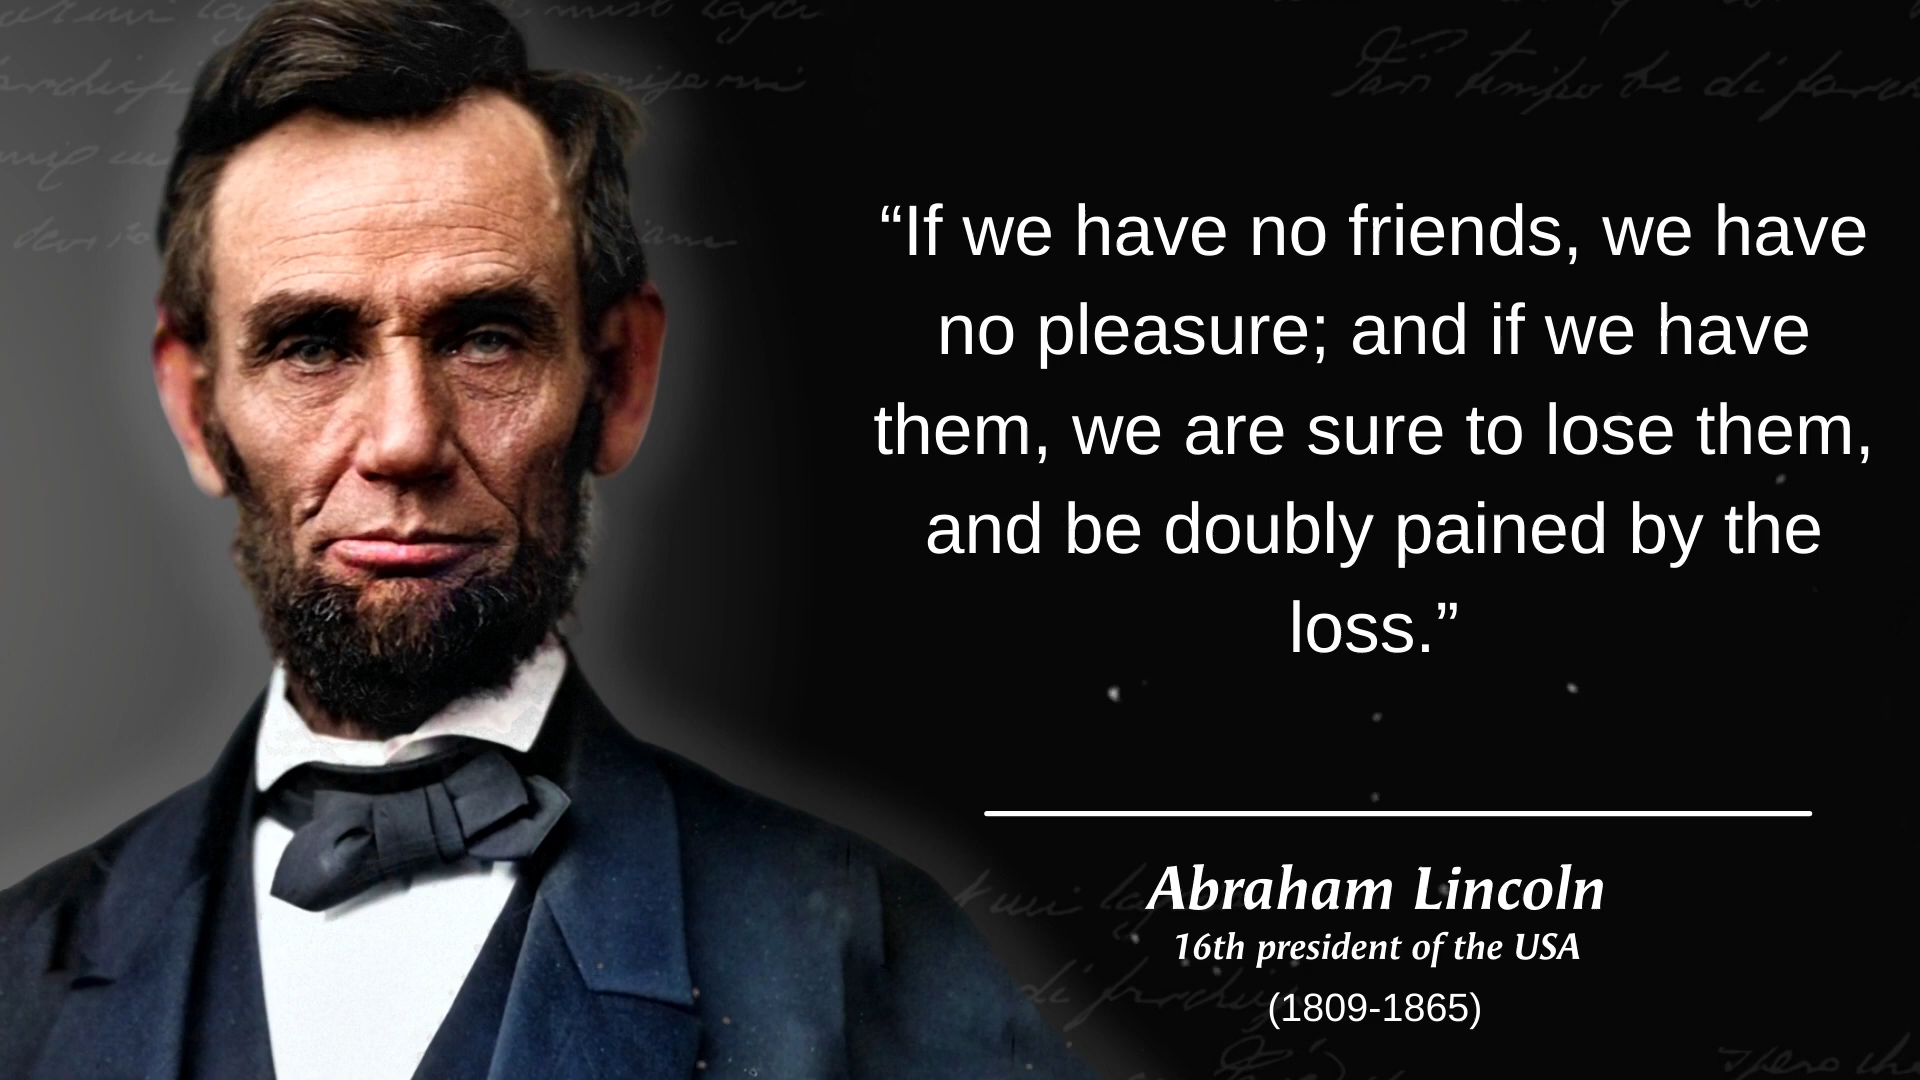 “If we have no friends, we have
no pleasure; and if we have
them, we are sure to lose them,
and be doubly pained by the
loss.”
Abraham Lincoln
16th president of the USA
(1809-1865)